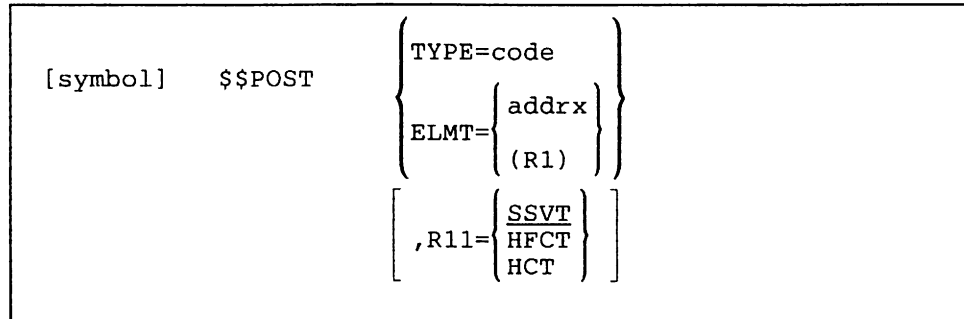 TYPE=code
[symbol] $$POST
addrx
ELMT=
(R1)
SSVT
,R11= HFCT
HCT